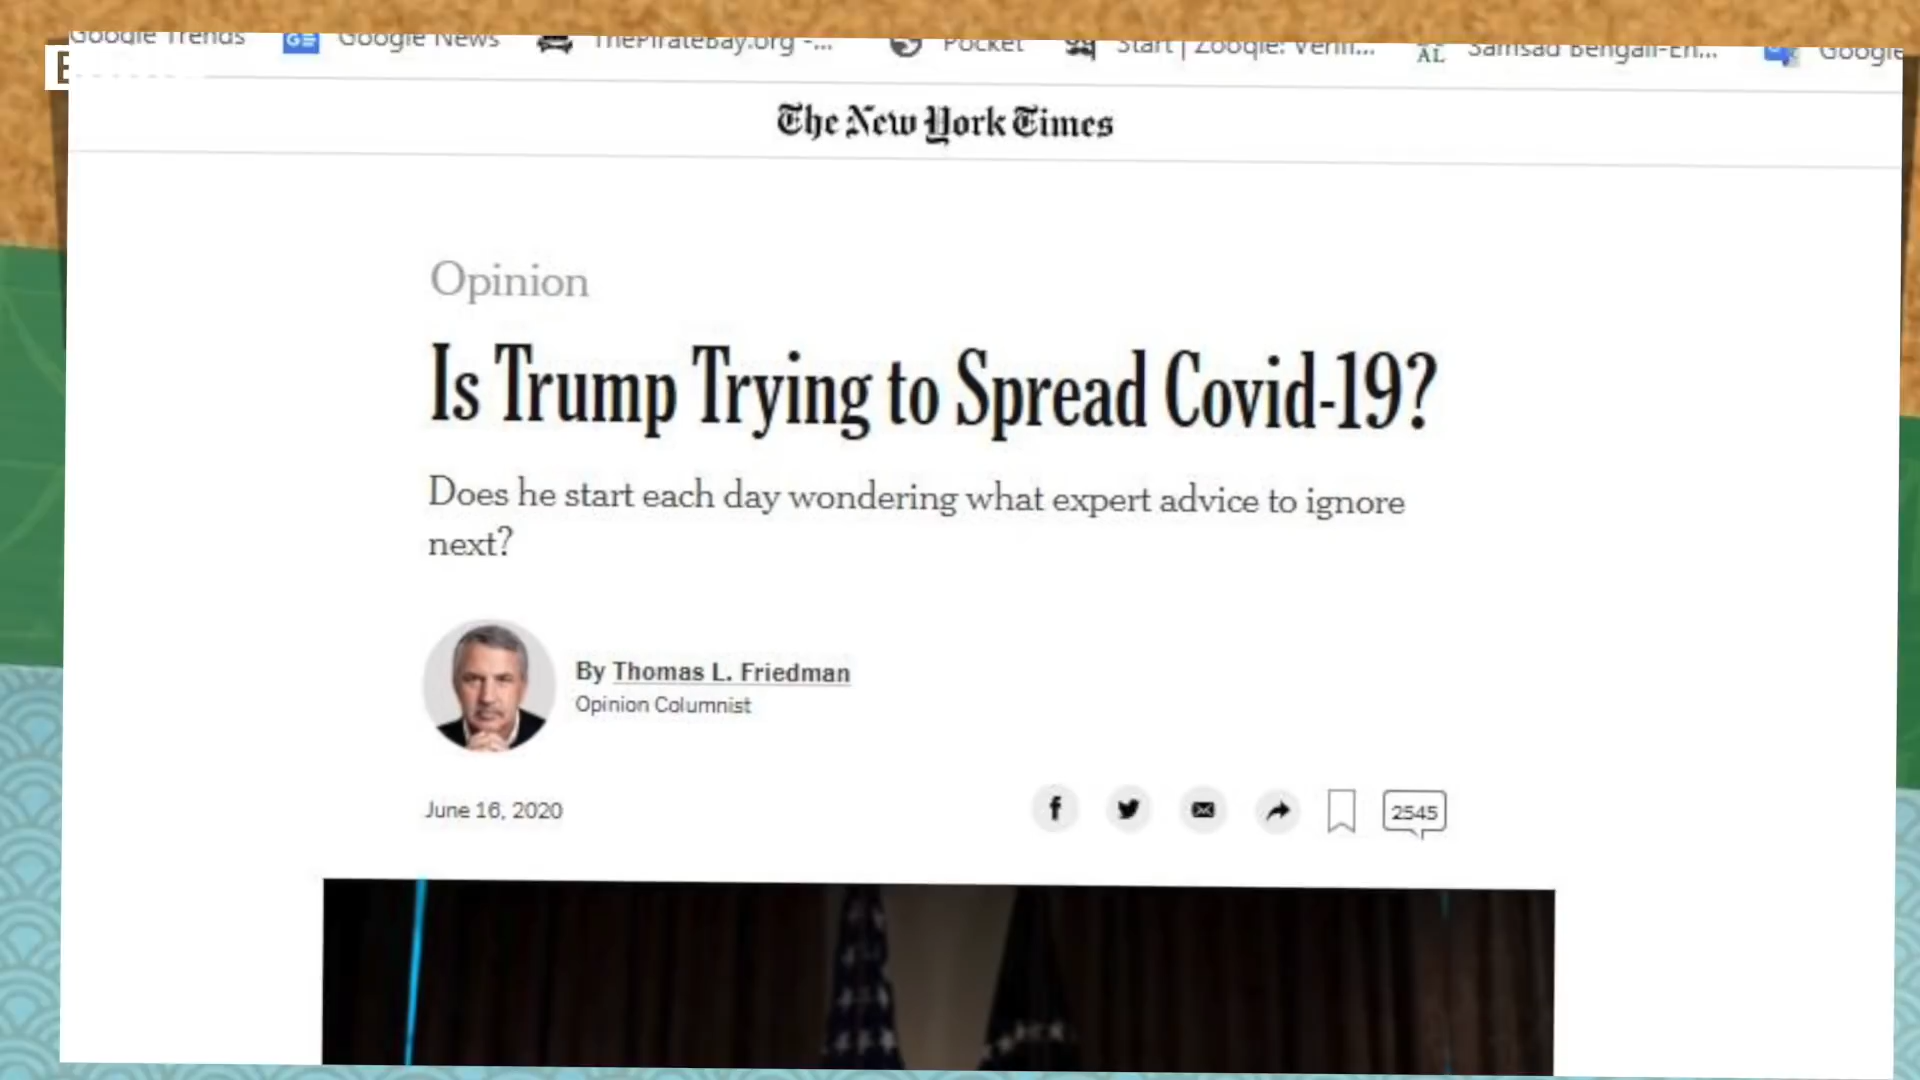 Google Trends Google News ThePirateBay.org -... Pocket Start | Zooqle: Verifi... Samsad Bengali-En... Google
The New York Times
Opinion
Is Trump Trying to Spread Covid-19?
Does he start each day wondering what expert advice to ignore
next?
By Thomas L. Friedman
Opinion Columnist
June 16, 2020
2545